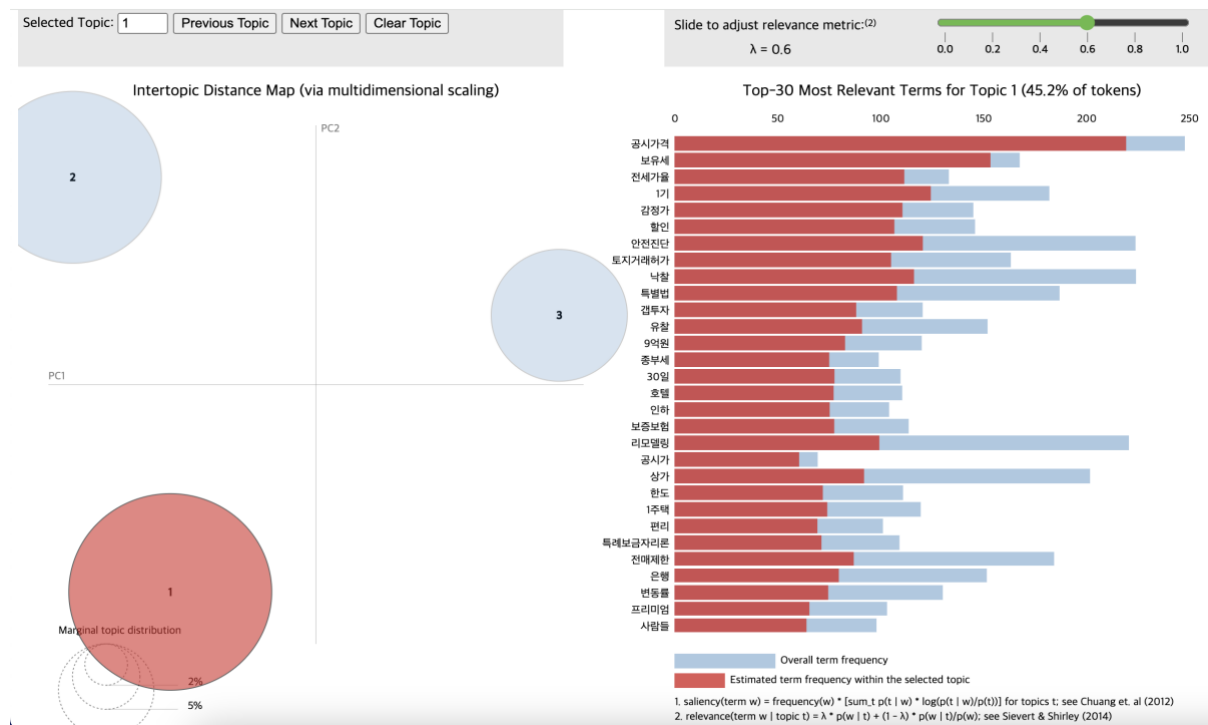 Selected Topic: 1 Previous Topic Next Topic Clear Topic
Slide to adjust relevance metric:(2)
λ = 0.6
0.0 0.2 0.4 0.6 0.8 1.0
Intertopic Distance Map (via multidimensional scaling)
PC2
PC1
2
3
1
Marginal topic distribution
2%
5%
Top-30 Most Relevant Terms for Topic 1 (45.2% of tokens)
0 50 100 150 200 250
공시가격
보유세
전세가율
1기
감정가
할인
안전진단
토지거래허가
낙찰
특별법
갭투자
유찰
9억원
종부세
30일
호텔
인하
보증보험
리모델링
공시가
상가
한도
1주택
편리
특례보금자리론
전매제한
은행
변동률
프리미엄
사람들
Overall term frequency
Estimated term frequency within the selected topic
1. saliency(term w) = frequency(w) * [sum_t p(t | w) * log(p(t | w)/p(t))] for topics t; see Chuang et. al (2012)
2. relevance(term w | topic t) = λ * p(w | t) + (1 - λ) * p(w | t)/p(w); see Sievert & Shirley (2014)